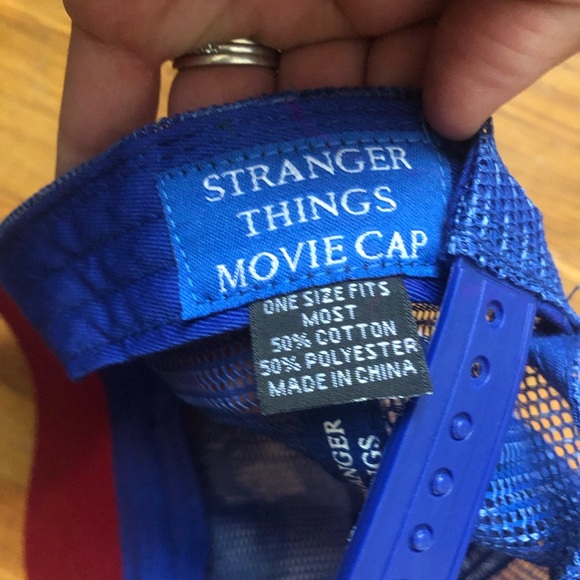 STRANGER
THINGS
MOVIE CAP
ONE SIZE FITS
MOST
50% COTTON
50% POLYESTER
MADE IN CHINA